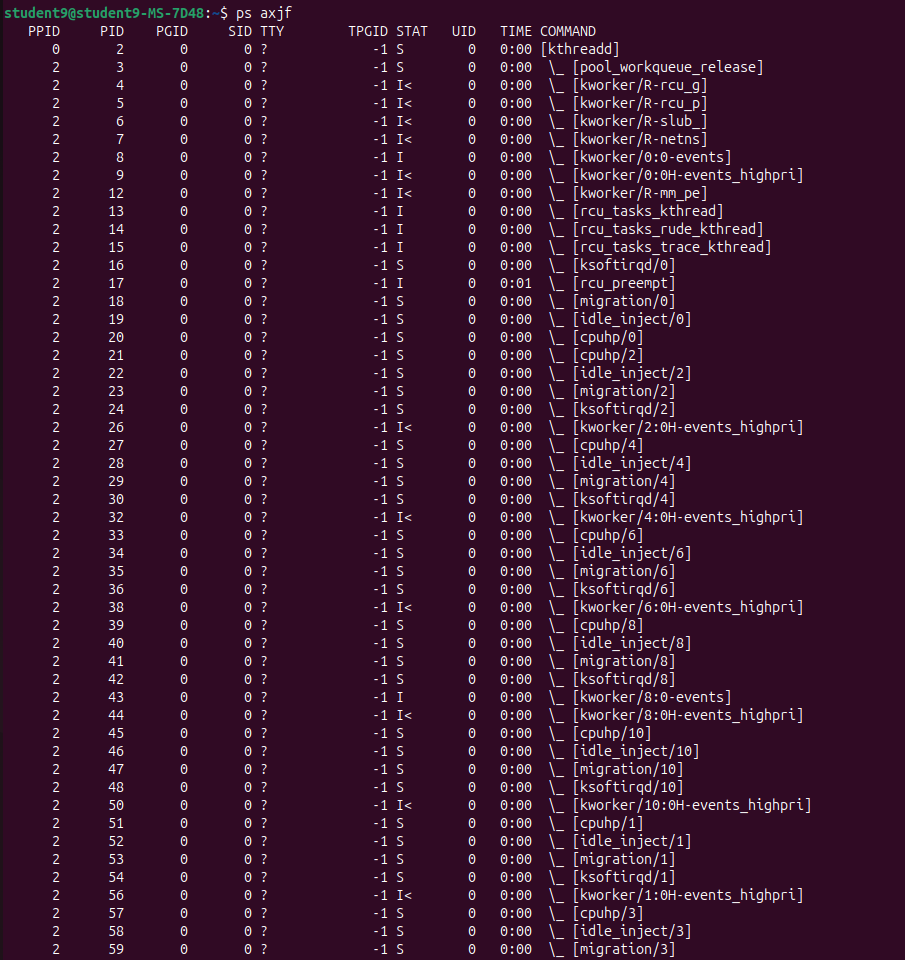 student9@student9-MS-7D48:~$ ps axjf
PPID PID PGID SID TTY TPGID STAT UID TIME COMMAND
0 2 0 0 ? -1 S 0 0:00 [kthreadd]
2 3 0 0 ? -1 S 0 0:00 \_ [pool_workqueue_release]
2 4 0 0 ? -1 I< 0 0:00 \_ [kworker/R-rcu_g]
2 5 0 0 ? -1 I< 0 0:00 \_ [kworker/R-rcu_p]
2 6 0 0 ? -1 I< 0 0:00 \_ [kworker/R-slub_]
2 7 0 0 ? -1 I< 0 0:00 \_ [kworker/R-netns]
2 8 0 0 ? -1 I 0 0:00 \_ [kworker/0:0-events]
2 9 0 0 ? -1 I< 0 0:00 \_ [kworker/0:0H-events_highpri]
2 12 0 0 ? -1 I< 0 0:00 \_ [kworker/R-mm_pe]
2 13 0 0 ? -1 I 0 0:00 \_ [rcu_tasks_kthread]
2 14 0 0 ? -1 I 0 0:00 \_ [rcu_tasks_rude_kthread]
2 15 0 0 ? -1 I 0 0:00 \_ [rcu_tasks_trace_kthread]
2 16 0 0 ? -1 S 0 0:00 \_ [ksoftirqd/0]
2 17 0 0 ? -1 I 0 0:01 \_ [rcu_preempt]
2 18 0 0 ? -1 S 0 0:00 \_ [migration/0]
2 19 0 0 ? -1 S 0 0:00 \_ [idle_inject/0]
2 20 0 0 ? -1 S 0 0:00 \_ [cpuhp/0]
2 21 0 0 ? -1 S 0 0:00 \_ [cpuhp/2]
2 22 0 0 ? -1 S 0 0:00 \_ [idle_inject/2]
2 23 0 0 ? -1 S 0 0:00 \_ [migration/2]
2 24 0 0 ? -1 S 0 0:00 \_ [ksoftirqd/2]
2 26 0 0 ? -1 I< 0 0:00 \_ [kworker/2:0H-events_highpri]
2 27 0 0 ? -1 S 0 0:00 \_ [cpuhp/4]
2 28 0 0 ? -1 S 0 0:00 \_ [idle_inject/4]
2 29 0 0 ? -1 S 0 0:00 \_ [migration/4]
2 30 0 0 ? -1 S 0 0:00 \_ [ksoftirqd/4]
2 32 0 0 ? -1 I< 0 0:00 \_ [kworker/4:0H-events_highpri]
2 33 0 0 ? -1 S 0 0:00 \_ [cpuhp/6]
2 34 0 0 ? -1 S 0 0:00 \_ [idle_inject/6]
2 35 0 0 ? -1 S 0 0:00 \_ [migration/6]
2 36 0 0 ? -1 S 0 0:00 \_ [ksoftirqd/6]
2 38 0 0 ? -1 I< 0 0:00 \_ [kworker/6:0H-events_highpri]
2 39 0 0 ? -1 S 0 0:00 \_ [cpuhp/8]
2 40 0 0 ? -1 S 0 0:00 \_ [idle_inject/8]
2 41 0 0 ? -1 S 0 0:00 \_ [migration/8]
2 42 0 0 ? -1 S 0 0:00 \_ [ksoftirqd/8]
2 43 0 0 ? -1 I 0 0:00 \_ [kworker/8:0-events]
2 44 0 0 ? -1 I< 0 0:00 \_ [kworker/8:0H-events_highpri]
2 45 0 0 ? -1 S 0 0:00 \_ [cpuhp/10]
2 46 0 0 ? -1 S 0 0:00 \_ [idle_inject/10]
2 47 0 0 ? -1 S 0 0:00 \_ [migration/10]
2 48 0 0 ? -1 S 0 0:00 \_ [ksoftirqd/10]
2 50 0 0 ? -1 I< 0 0:00 \_ [kworker/10:0H-events_highpri]
2 51 0 0 ? -1 S 0 0:00 \_ [cpuhp/1]
2 52 0 0 ? -1 S 0 0:00 \_ [idle_inject/1]
2 53 0 0 ? -1 S 0 0:00 \_ [migration/1]
2 54 0 0 ? -1 S 0 0:00 \_ [ksoftirqd/1]
2 56 0 0 ? -1 I< 0 0:00 \_ [kworker/1:0H-events_highpri]
2 57 0 0 ? -1 S 0 0:00 \_ [cpuhp/3]
2 58 0 0 ? -1 S 0 0:00 \_ [idle_inject/3]
2 59 0 0 ? -1 S 0 0:00 \_ [migration/3]